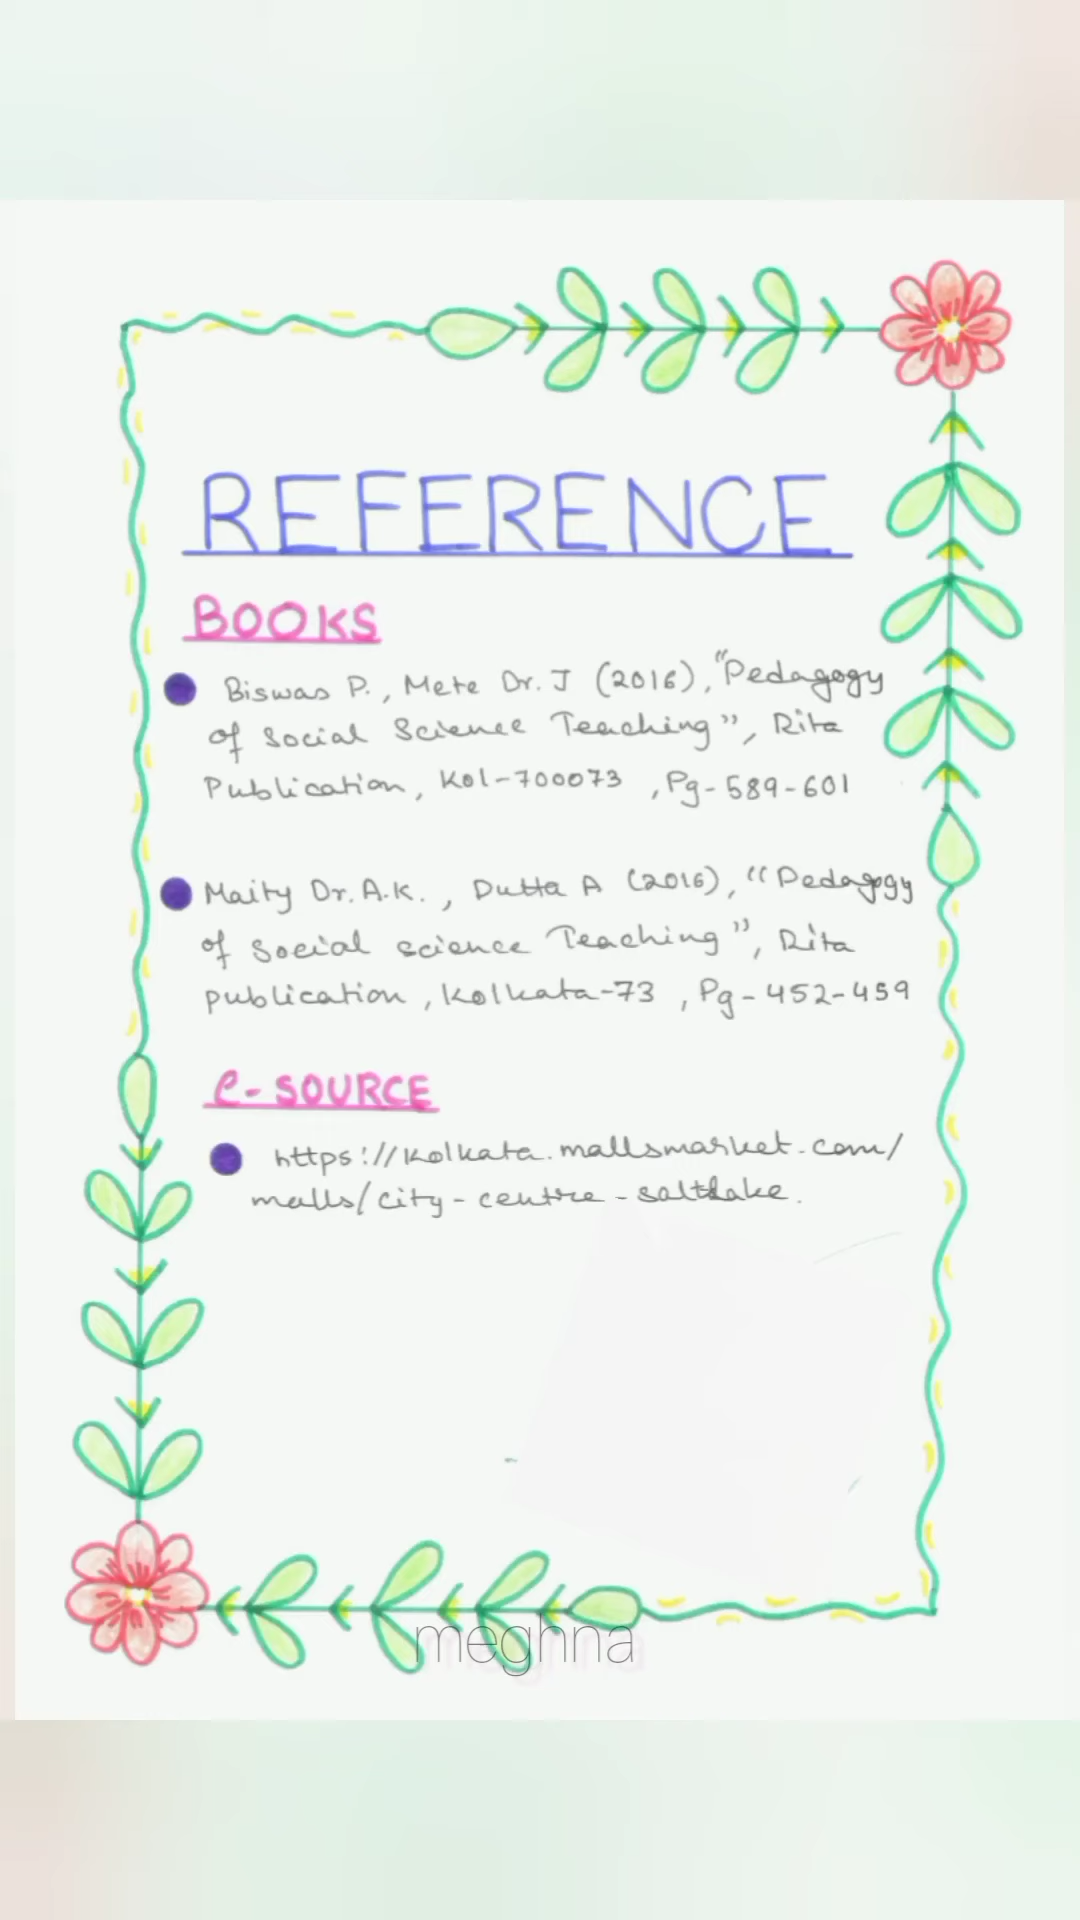 REFERENCE
BOOKS
Biswas P., Mete Dr. J (2016), "Pedagogy
of Social Science Teaching", Rita
Publication, Kol-700073, Pg-589-601
Maity Dr. A.K., Dutta A (2016), "Pedagogy
of Social science Teaching", Rita
publication, Kolkata-73, Pg-452-459
e-SOURCE
https://kolkata.mallsmarket.com/
malls/city-centre-saltlake.
meghna